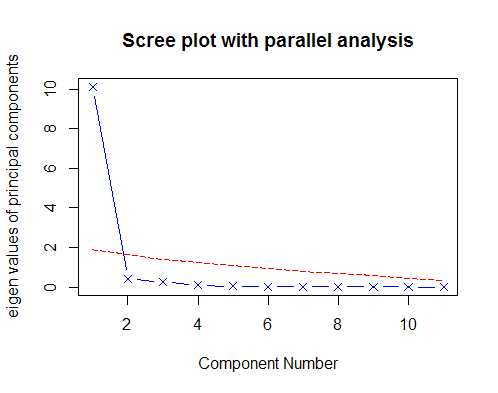 Scree plot with parallel analysis
eigen values of principal components
10
8
6
4
2
0
2 4 6 8 10
Component Number